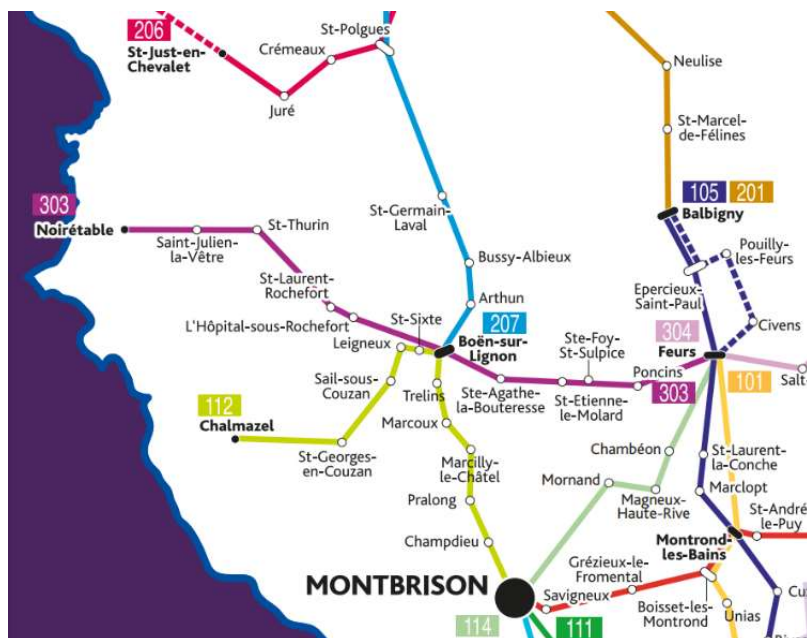 206
St-Just-en-
Chevalet
Crémeaux
St-Polgues
Juré
Neulise
St-Marcel-
de-Félines
303
Noirétable
Saint-Julien-
la-Vêtre
St-Thurin
St-Germain-
Laval
105
201
Balbigny
Bussy-Albieux
Pouilly-
les-Feurs
St-Laurent-
Rochefort
Epercieux-
Saint-Paul
Arthun
L'Hôpital-sous-Rochefort
St-Sixte
207
Civens
Leigneux
Boën-sur-
Lignon
Ste-Foy-
St-Sulpice
304
Feurs
Sail-sous-
Couzan
Trelins
Ste-Agathe-
la-Bouteresse
St-Etienne-
le-Molard
Poncins
303
101
Salt
112
Chalmazel
Marcoux
St-Georges-
en-Couzan
Marcilly-
le-Châtel
Chambéon
St-Laurent-
la-Conche
Mornand
Magneux-
Haute-Rive
Marclopt
Pralong
St-André
le-Puy
Champdieu
Montrond-
les-Bains
Grézieux-le-
Fromental
MONTBRISON
Savigneux
Boisset-les-
Montrond
Unias
Cu
114
111